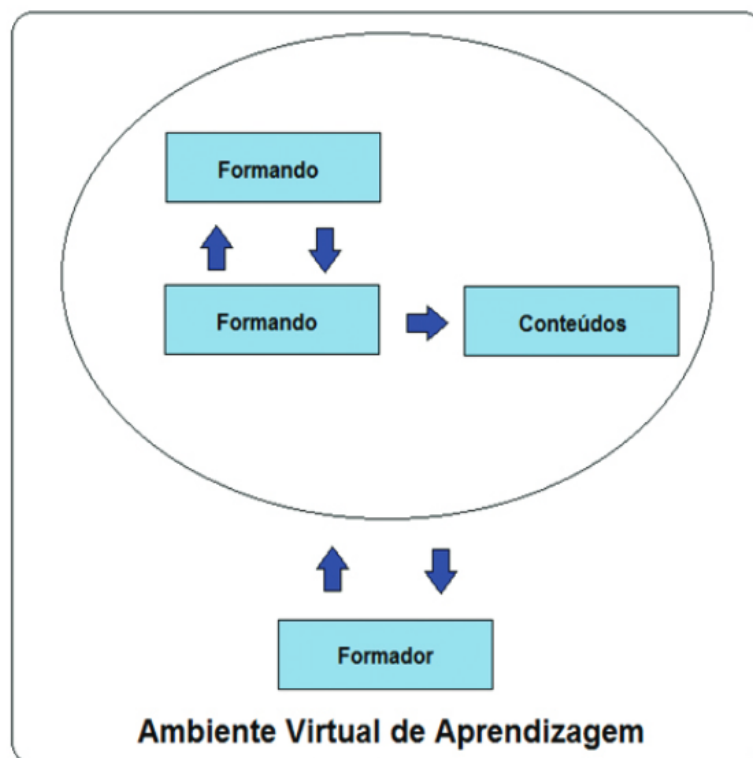 Formando
Formando
Conteúdos
Formador
Ambiente Virtual de Aprendizagem